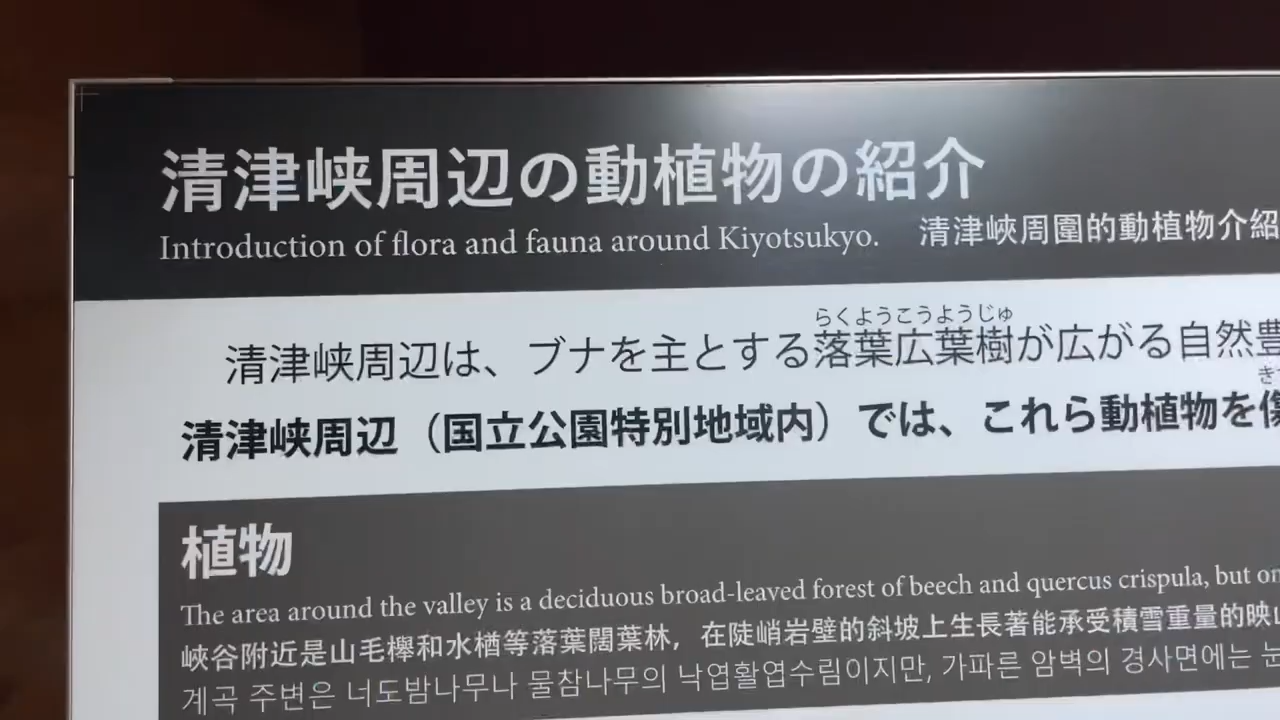 清津峡周辺の動植物の紹介
Introduction of flora and fauna around Kiyotsukyo. 清津峽周圍的動植物介紹
らくようこうようじゅ
清津峡周辺は、ブナを主とする落葉広葉樹が広がる自然豊
清津峡周辺（国立公園特別地域内）では、これら動植物を傷
植物
The area around the valley is a deciduous broad-leaved forest of beech and quercus crispula, but
峽谷附近是山毛櫸和水楢等落葉闊葉林，在陡峭岩壁的斜坡上生長著能承受積雪重量的映山
계곡 주변은 너도밤나무나 물참나무의 낙엽활엽수림이지만, 가파른 암벽의 경사면에는 눈